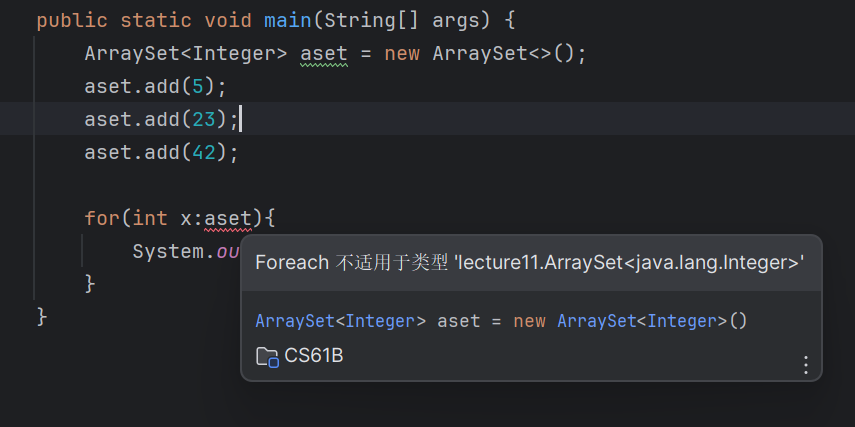 public static void main(String[] args) {
ArraySet<Integer> aset = new ArraySet<>();
aset.add(5);
aset.add(23);
aset.add(42);
for(int x:aset){
System.ou
Foreach 不适用于类型 'lecture11.ArraySet<java.lang.Integer>'
}
ArraySet<Integer> aset = new ArraySet<Integer>()
}
CS61B